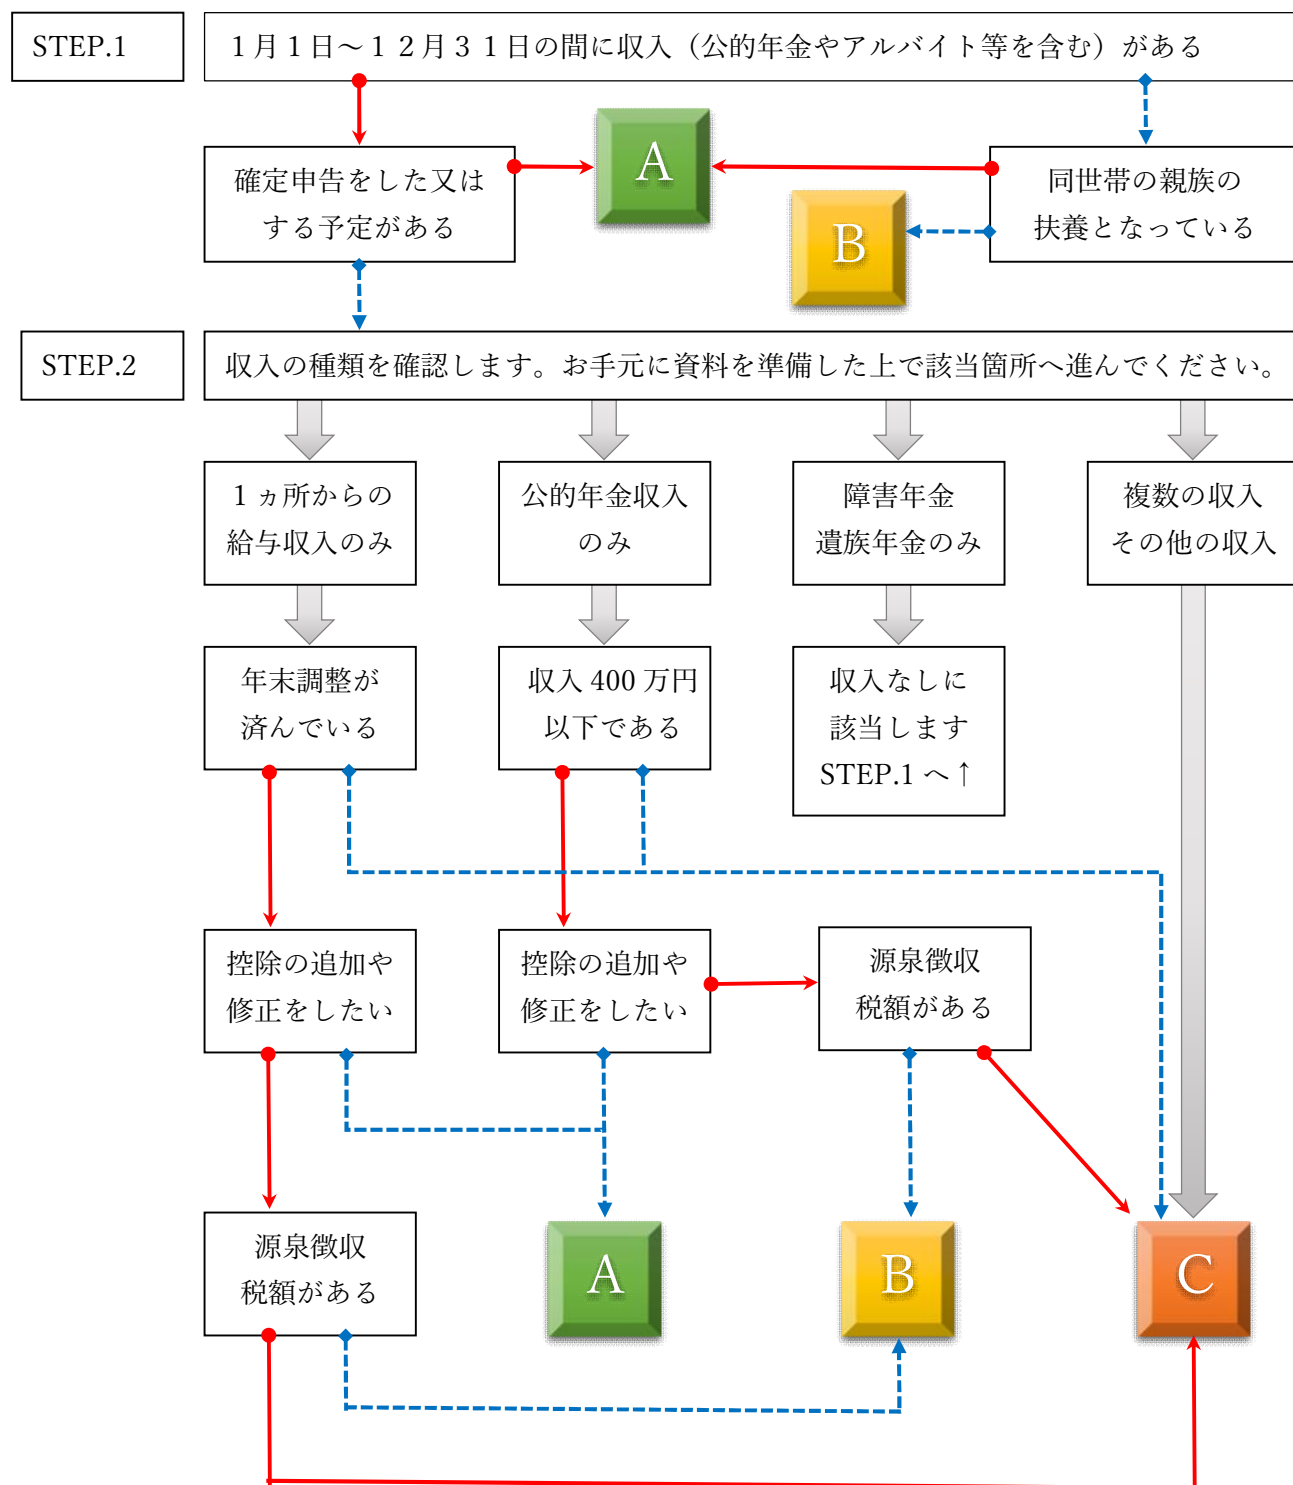 STEP.1
１月１日～１２月３１日の間に収入（公的年金やアルバイト等を含む）がある
確定申告をした又は
する予定がある
A
B
同世帯の親族の
扶養となっている
STEP.2
収入の種類を確認します。お手元に資料を準備した上で該当箇所へ進んでください。
１ヵ所からの
給与収入のみ
公的年金収入
のみ
障害年金
遺族年金のみ
複数の収入
その他の収入
年末調整が
済んでいる
収入 400 万円
以下である
収入なしに
該当します
STEP.1 へ↑
控除の追加や
修正をしたい
控除の追加や
修正をしたい
源泉徴収
税額がある
源泉徴収
税額がある
A
B
C